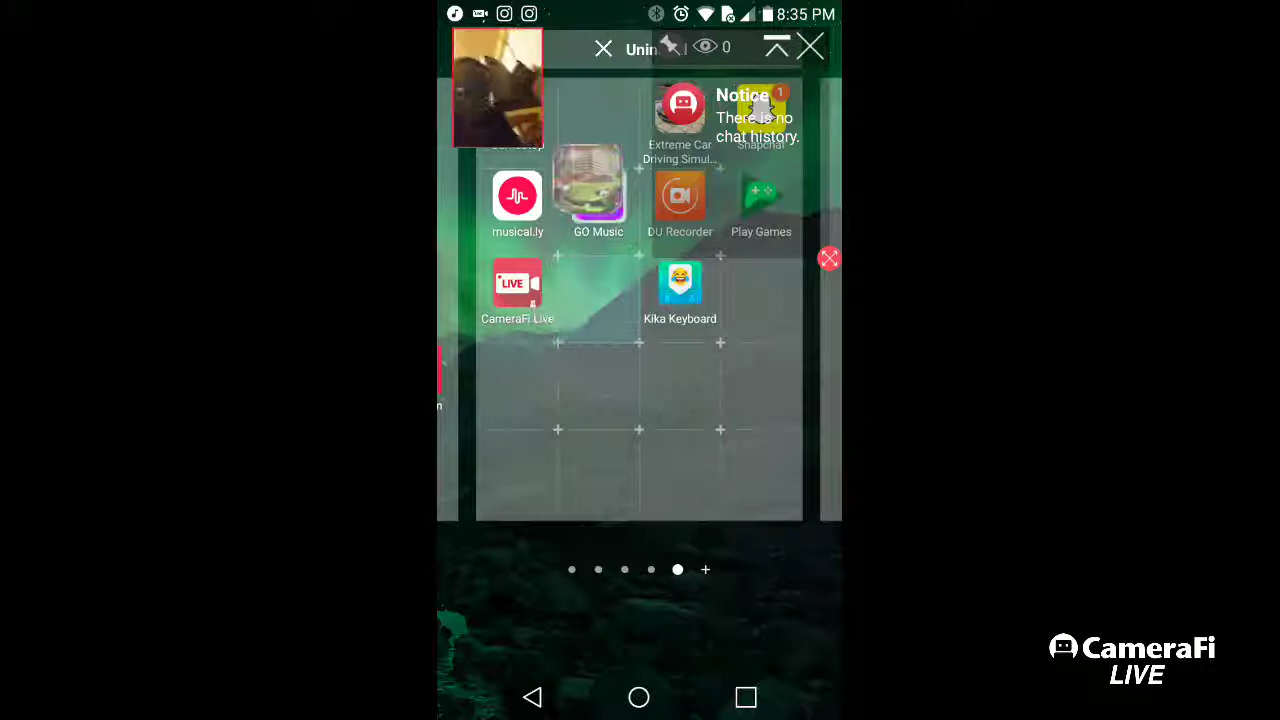 8:35 PM
Unin
0
Notice
There is no
chat history.
1
Extreme Car
Driving Simul...
Snapchat
musical.ly
GO Music
DU Recorder
Play Games
LIVE
CameraFi Live
Kika Keyboard
n
CameraFi
LIVE